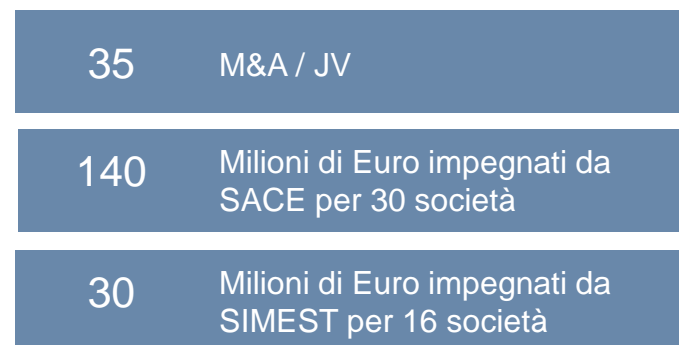 35 M&A / JV
140 Milioni di Euro impegnati da
SACE per 30 società
30 Milioni di Euro impegnati da
SIMEST per 16 società